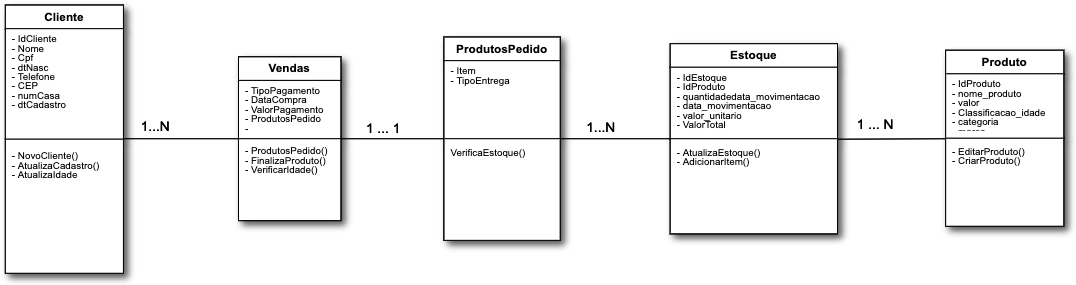 Cliente
- IdCliente
- Nome
- Cpf
- dtNasc
- Telefone
- CEP
- numCasa
- dtCadastro
- NovoCliente()
- AtualizaCadastro()
- AtualizaIdade
1...N
Vendas
- TipoPagamento
- DataCompra
- ValorPagamento
- ProdutosPedido
-
- ProdutosPedido()
- FinalizaProduto()
- VerificarIdade()
1 ... 1
ProdutosPedido
- Item
- TipoEntrega
VerificaEstoque()
1...N
Estoque
- IdEstoque
- IdProduto
- quantidadedata_movimentacao
- data_movimentacao
- valor_unitario
- ValorTotal
- AtualizaEstoque()
- AdicionarItem()
1 ... N
Produto
- IdProduto
- nome_produto
- valor
- Classificacao_idade
- categoria
- EditarProduto()
- CriarProduto()